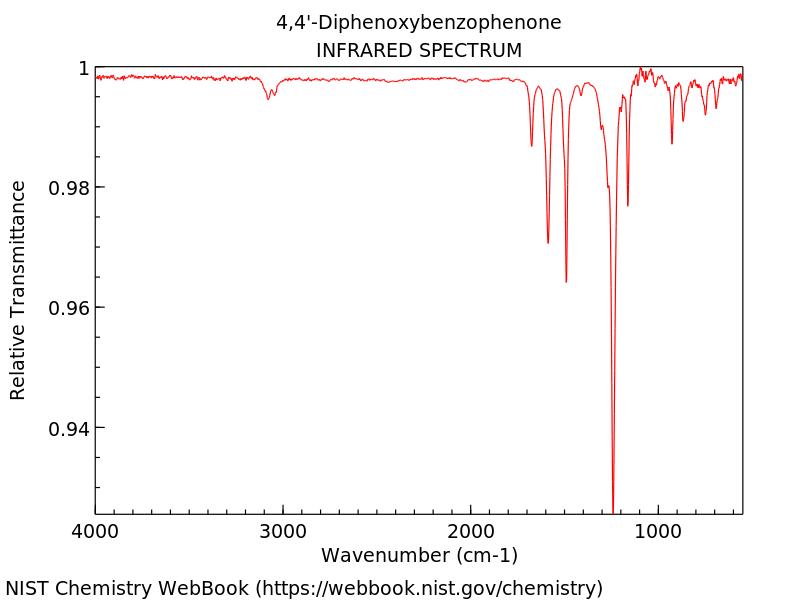 4,4'-Diphenoxybenzophenone
INFRARED SPECTRUM
1
0.98
0.96
0.94
Relative Transmittance
4000 3000 2000 1000
Wavenumber (cm-1)
NIST Chemistry WebBook (https://webbook.nist.gov/chemistry)